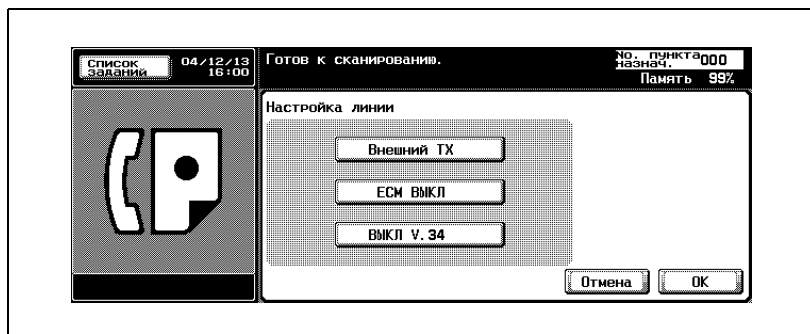 Список заданий
04/12/13
16:00
Готов к сканированию.
No. пункта назнач. 000
Память 99%
Настройка линии
Внешний TX
ECM ВЫКЛ
ВЫКЛ V.34
Отмена
OK